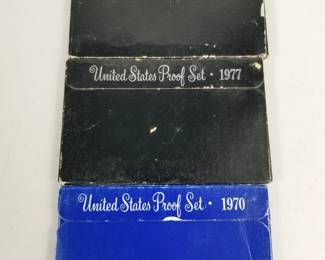 United States Proof Set · 1977
United States Proof Set · 1970